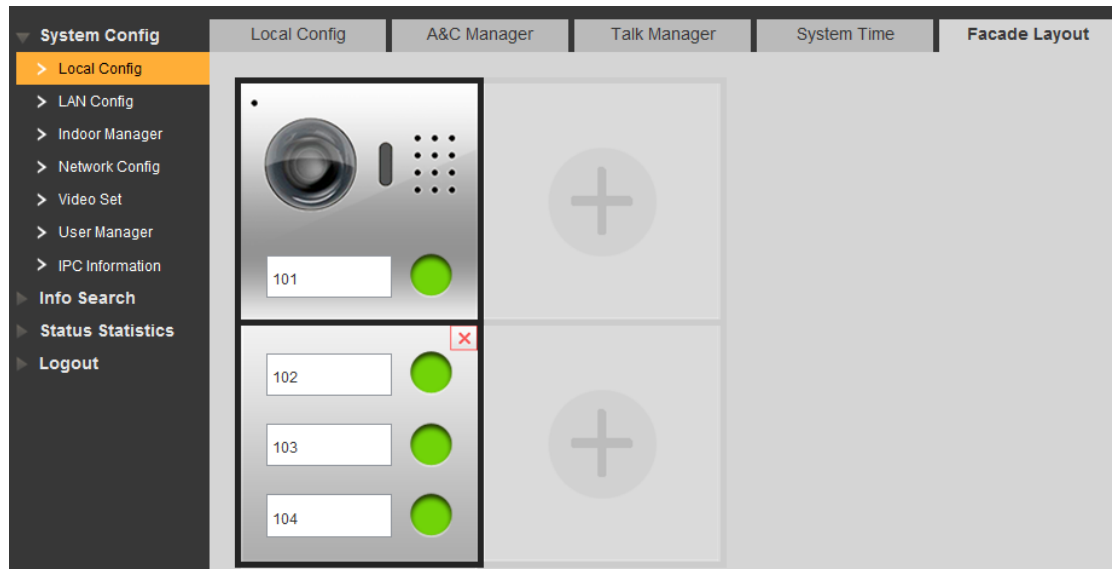 System Config
Local Config
LAN Config
Indoor Manager
Network Config
Video Set
User Manager
IPC Information
Info Search
Status Statistics
Logout
Local Config
A&C Manager
Talk Manager
System Time
Facade Layout
101
102
103
104